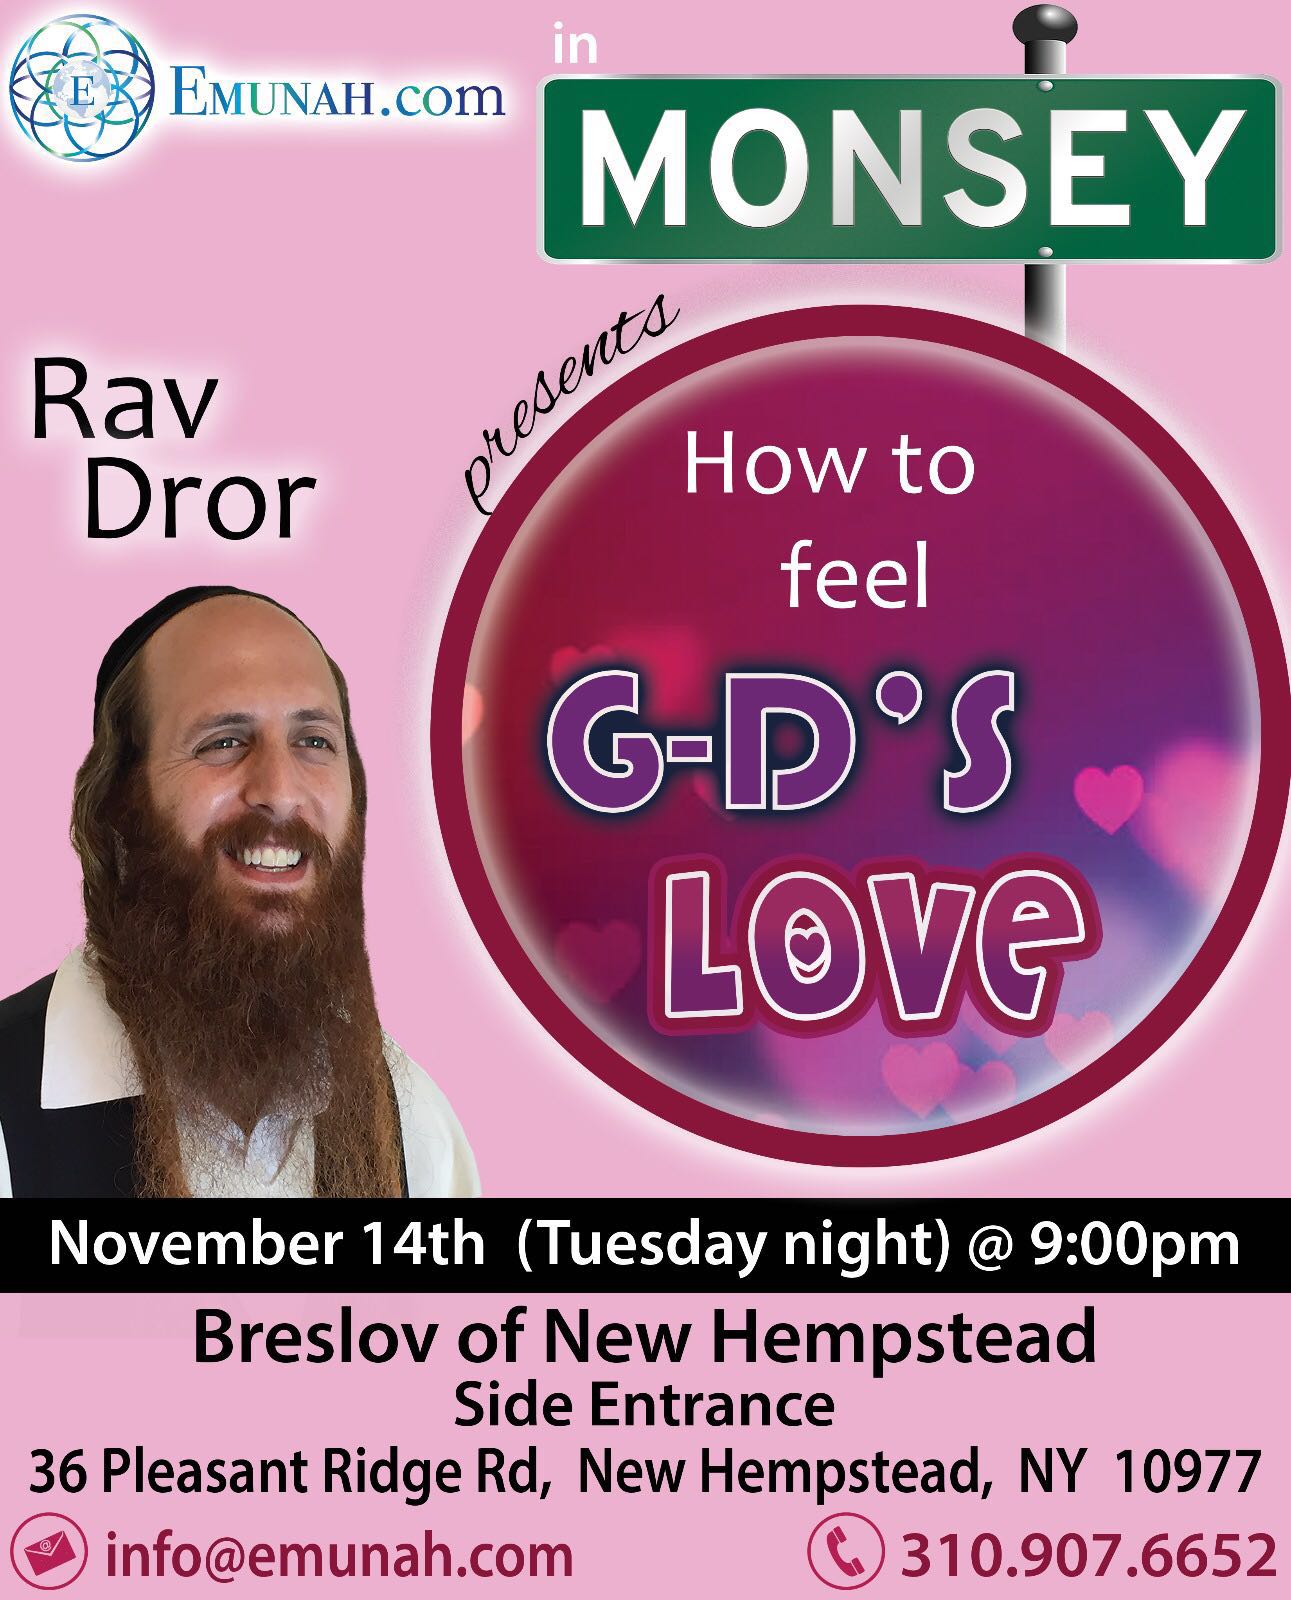 E EMUNAH.com
in
MONSEY
presents
Rav
Dror
How to
feel
G-D'S
LOVe
November 14th (Tuesday night) @ 9:00pm
Breslov of New Hempstead
Side Entrance
36 Pleasant Ridge Rd, New Hempstead, NY 10977
@ info@emunah.com
310.907.6652